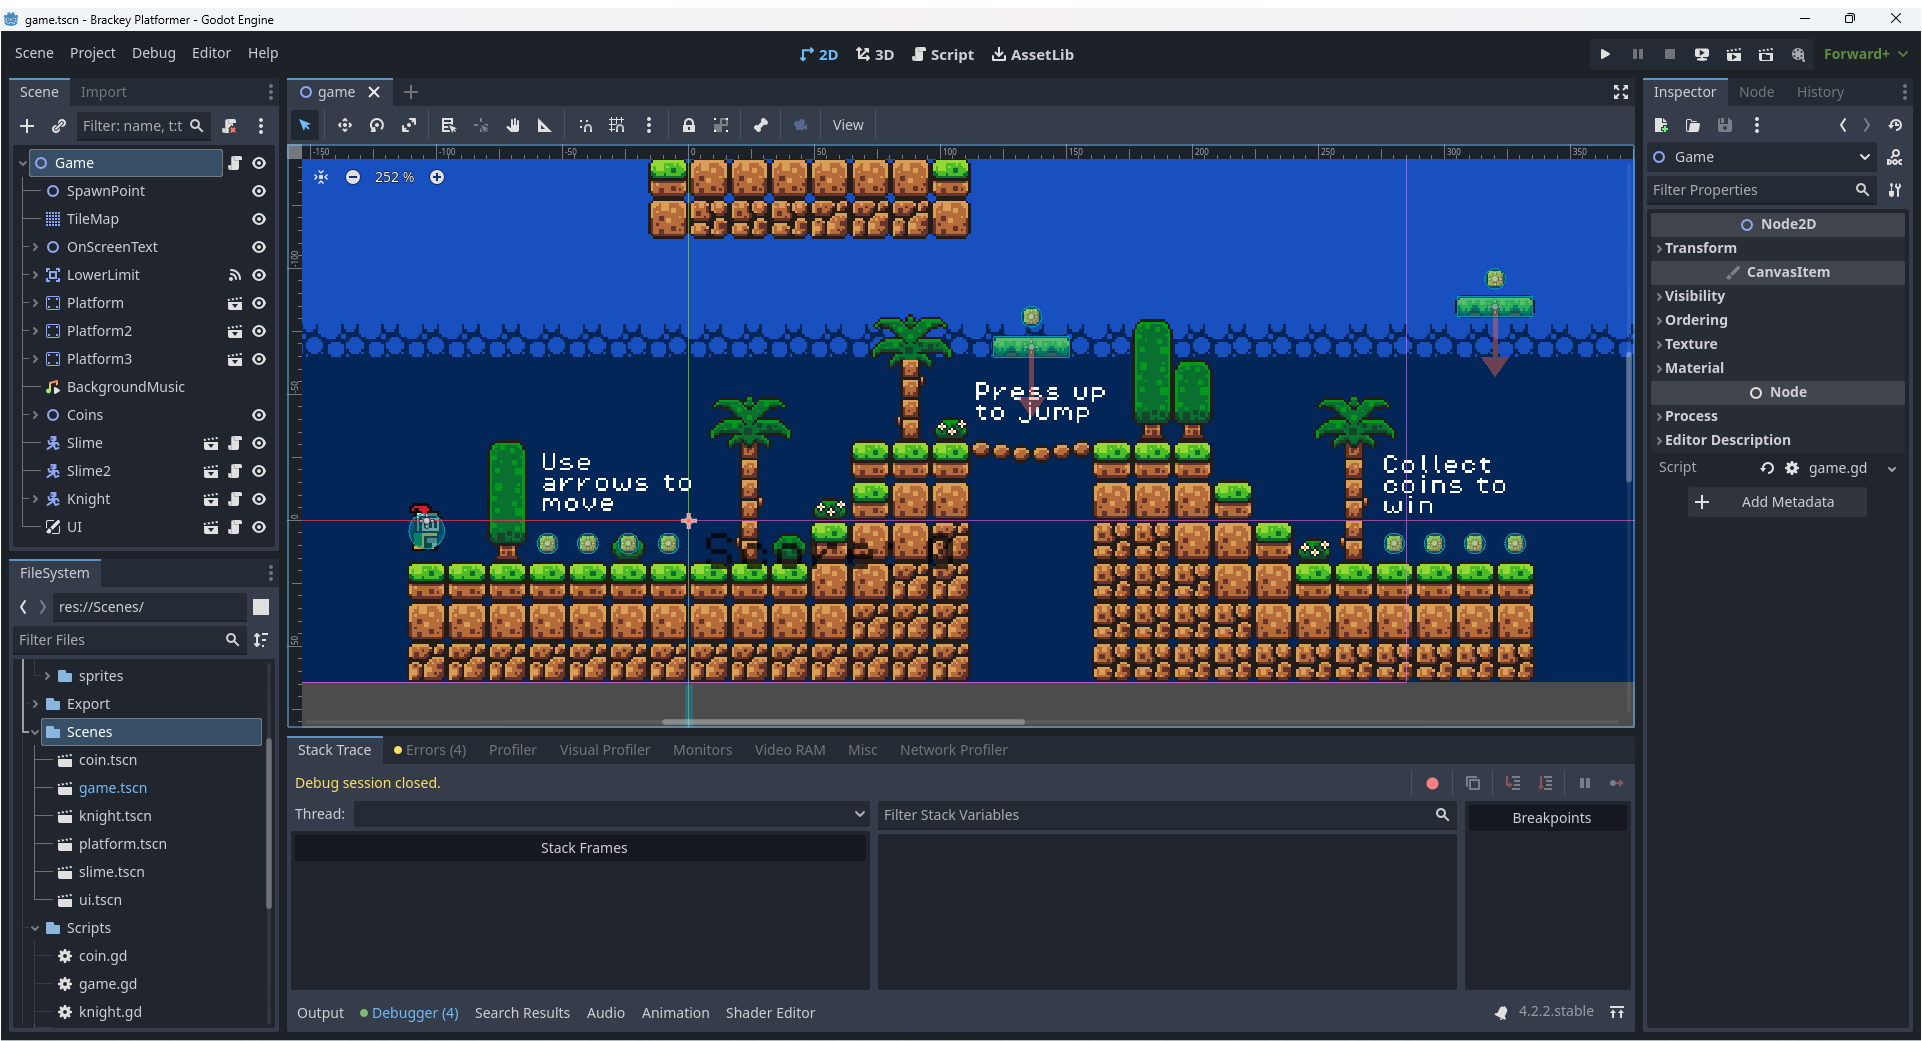 game.tscn - Brackey Platformer - Godot Engine
Scene Project Debug Editor Help
2D 3D Script AssetLib
Forward+
Scene Import
Filter: name, t:t
Game
SpawnPoint
TileMap
OnScreenText
LowerLimit
Platform
Platform2
Platform3
BackgroundMusic
Coins
Slime
Slime2
Knight
UI
FileSystem
res://Scenes/
Filter Files
sprites
Export
Scenes
coin.tscn
game.tscn
knight.tscn
platform.tscn
slime.tscn
ui.tscn
Scripts
coin.gd
game.gd
knight.gd
game
View
-150 -100 -50 0 50 100 150 200 250 300 350
-100
-50
0
50
252 %
Use
arrows to
move
Press up
to jump
Collect
coins to
win
Score: 0
Stack Trace Errors (4) Profiler Visual Profiler Monitors Video RAM Misc Network Profiler
Debug session closed.
Thread:
Filter Stack Variables
Breakpoints
Stack Frames
Output Debugger (4) Search Results Audio Animation Shader Editor
4.2.2.stable
Inspector Node History
Game
DOC
Filter Properties
Node2D
Transform
CanvasItem
Visibility
Ordering
Texture
Material
Node
Process
Editor Description
Script game.gd
Add Metadata